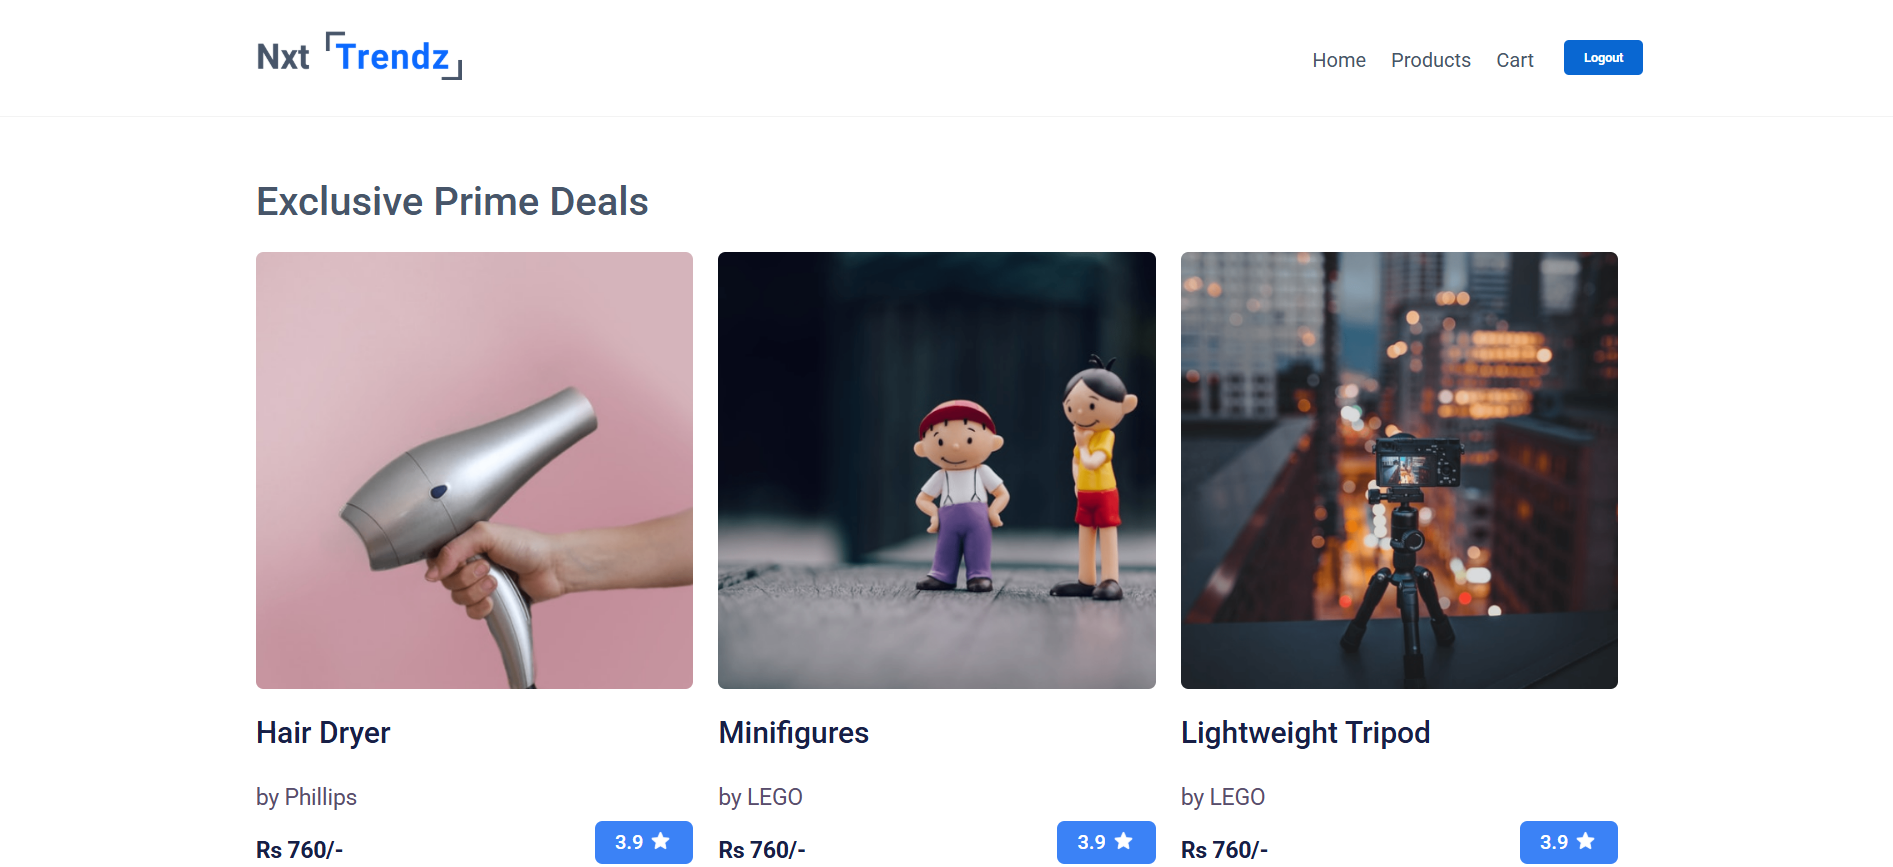 Nxt Trendz
Home Products Cart Logout
Exclusive Prime Deals
Hair Dryer
by Phillips
Rs 760/-
3.9
Minifigures
by LEGO
Rs 760/-
3.9
Lightweight Tripod
by LEGO
Rs 760/-
3.9